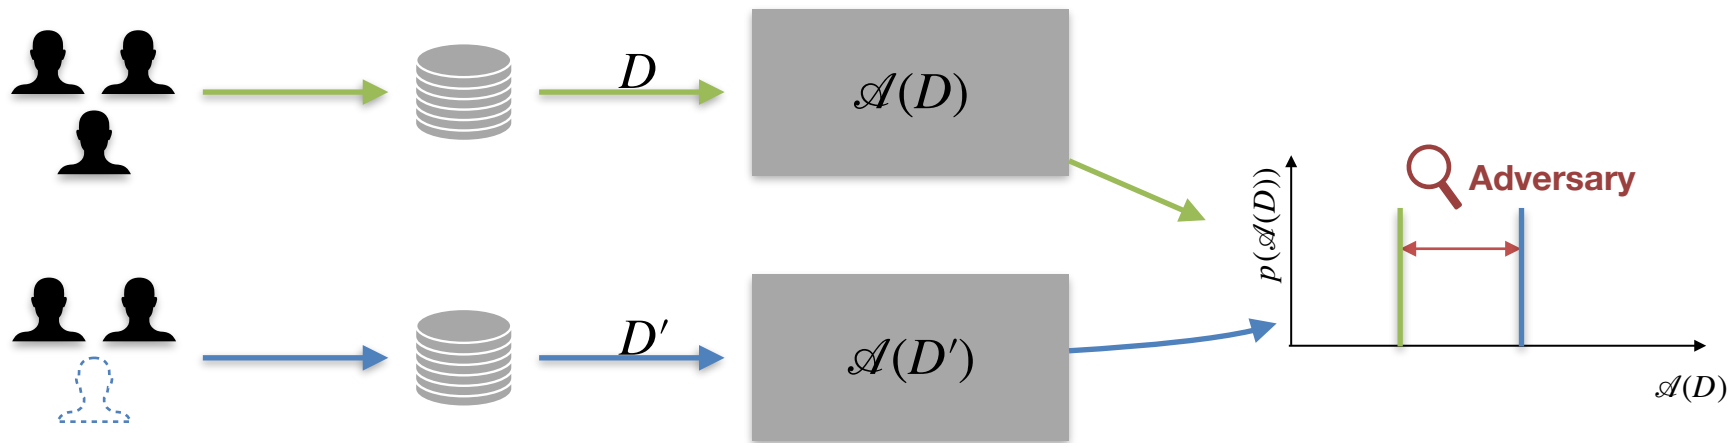 D
𝒜(D)
Adversary
p(𝒜(D))
D′
𝒜(D′)
𝒜(D)